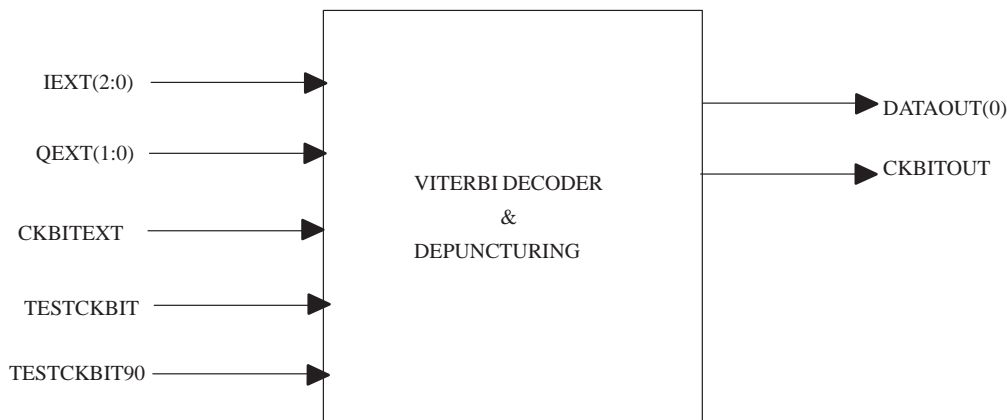 IEXT(2:0)
QEXT(1:0)
CKBITEXT
TESTCKBIT
TESTCKBIT90
VITERBI DECODER
&
DEPUNCTURING
DATAOUT(0)
CKBITOUT